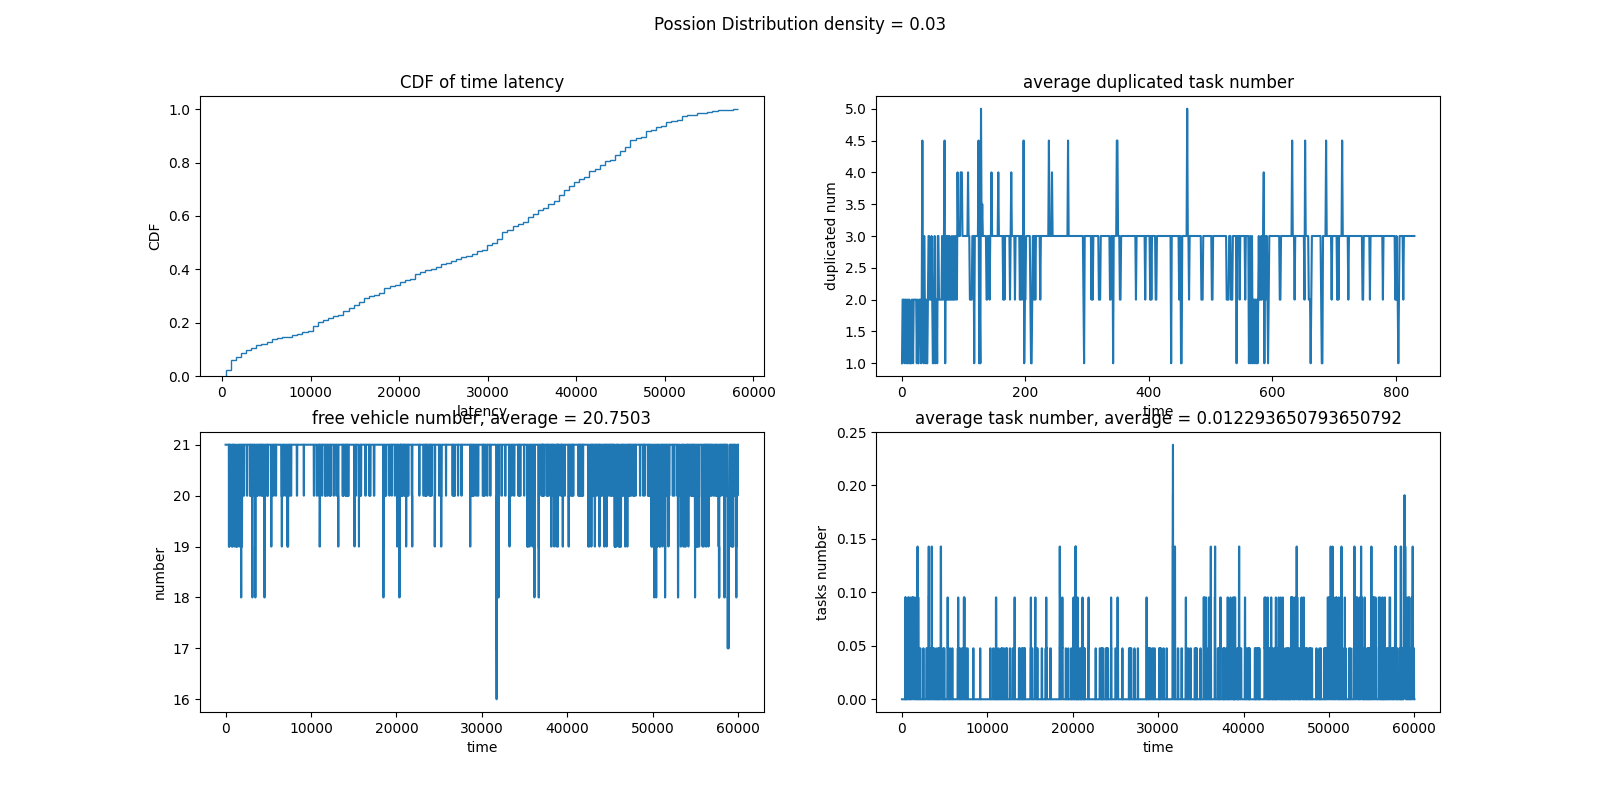 Possion Distribution density = 0.03
CDF of time latency
1.0
0.8
0.6
0.4
0.2
0.0
CDF
0 10000 20000 30000 40000 50000 60000
latency
average duplicated task number
5.0
4.5
4.0
3.5
3.0
2.5
2.0
1.5
1.0
duplicated num
0 200 400 600 800
time
free vehicle number, average = 20.7503
21
20
19
18
17
16
number
0 10000 20000 30000 40000 50000 60000
time
average task number, average = 0.012293650793650792
0.25
0.20
0.15
0.10
0.05
0.00
tasks number
0 10000 20000 30000 40000 50000 60000
time